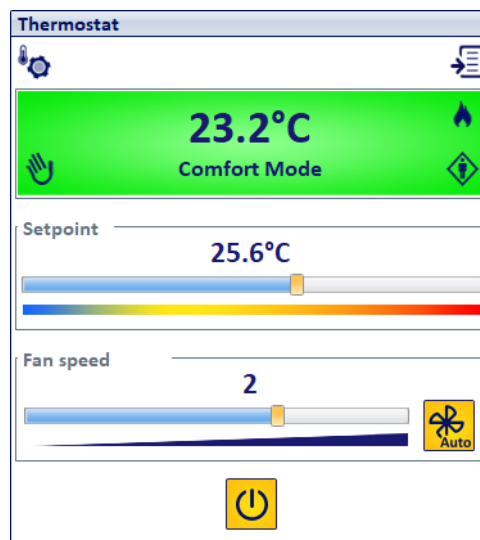 Thermostat
23.2°C
Comfort Mode
Setpoint
25.6°C
Fan speed
2
Auto